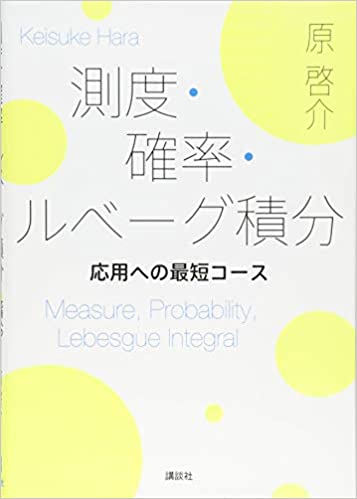 Keisuke Hara
原 啓介
測度・
確率・
ルベーグ積分
応用への最短コース
Measure, Probability,
Lebesgue Integral
講談社